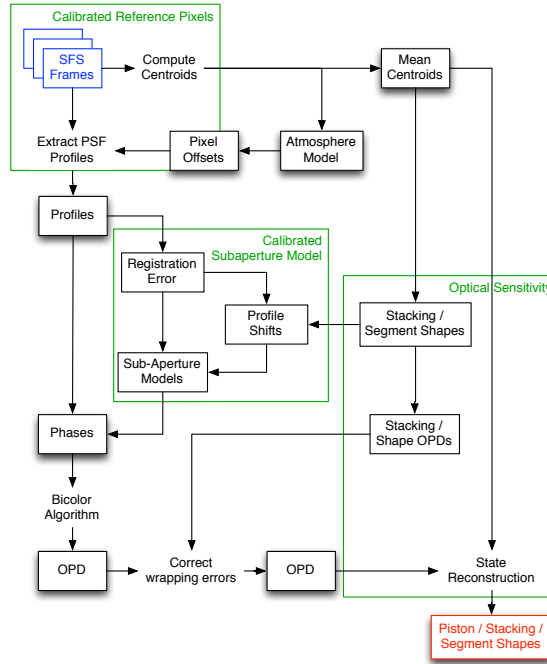 Calibrated Reference Pixels
SFS
Frames
Compute
Centroids
Mean
Centroids
Extract PSF
Profiles
Pixel
Offsets
Atmosphere
Model
Profiles
Calibrated
Subaperture Model
Registration
Error
Optical Sensitivity
Profile
Shifts
Stacking /
Segment Shapes
Sub-Aperture
Models
Phases
Stacking /
Shape OPDs
Bicolor
Algorithm
OPD
Correct
wrapping errors
OPD
State
Reconstruction
Piston / Stacking /
Segment Shapes